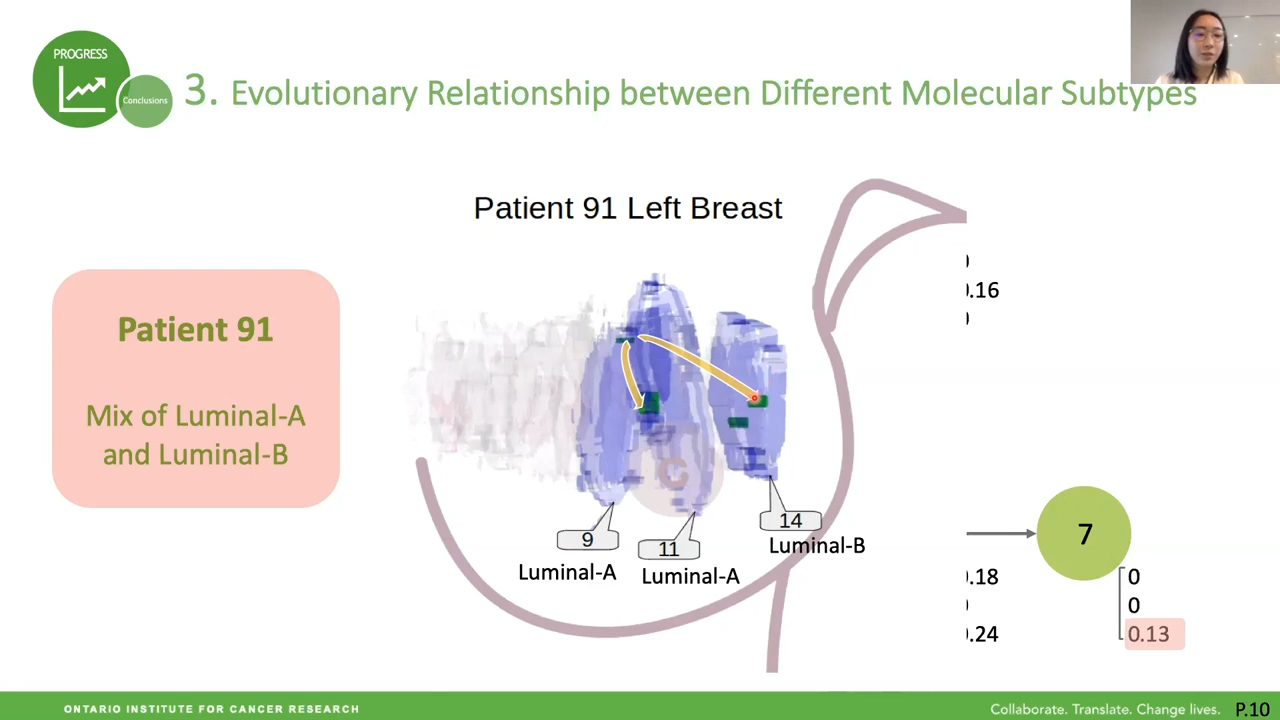 PROGRESS
Conclusions
3. Evolutionary Relationship between Different Molecular Subtypes
Patient 91 Left Breast
Patient 91
Mix of Luminal-A
and Luminal-B
C
9
11
14
Luminal-A
Luminal-A
Luminal-B
.16
7
.18
0
0
.24
0.13
ONTARIO INSTITUTE FOR CANCER RESEARCH
Collaborate. Translate. Change lives.
P.10